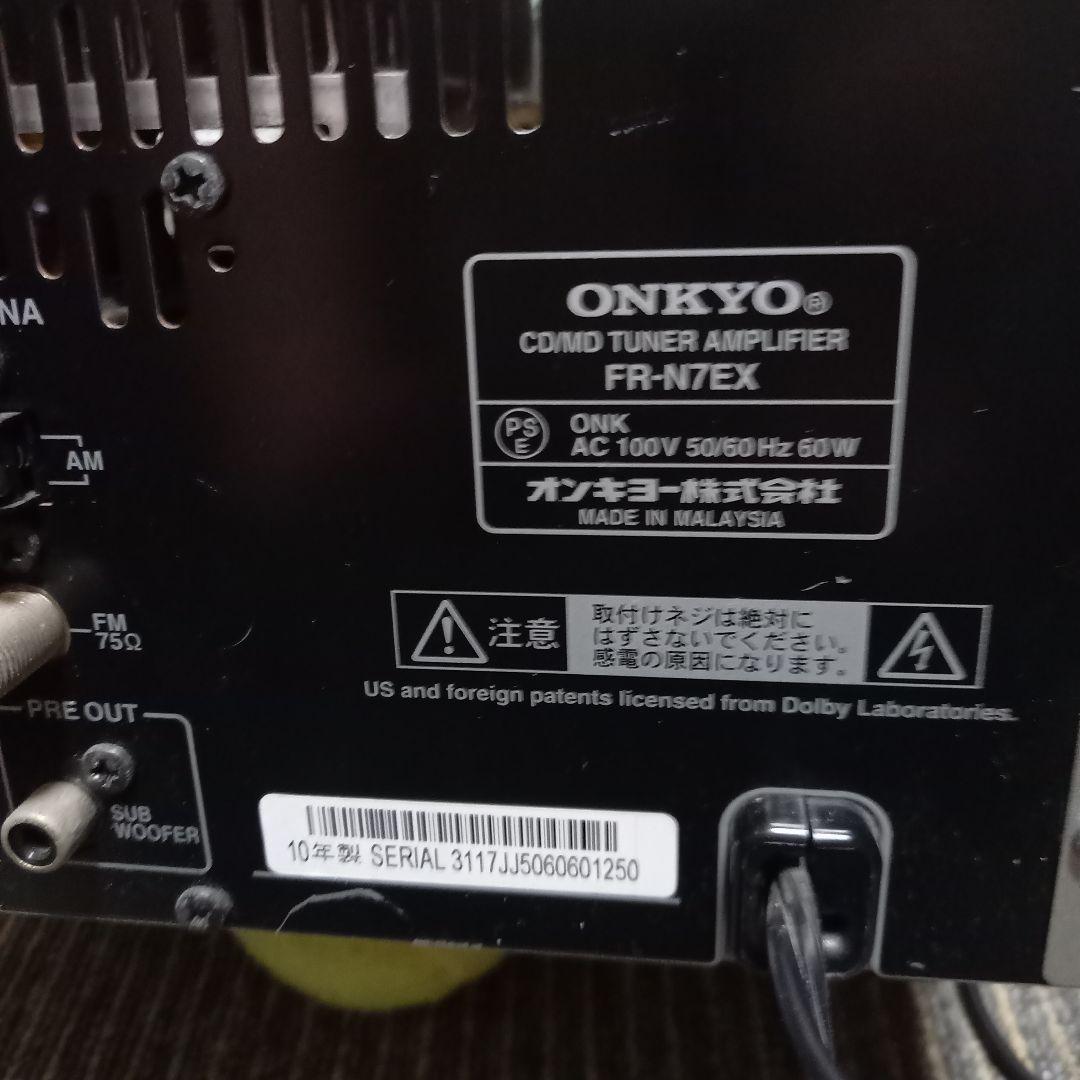 NA
AM
FM
75Ω
PRE OUT
SUB
WOOFER
ONKYO®
CD/MD TUNER AMPLIFIER
FR-N7EX
PS
E
ONK
AC 100V 50/60Hz 60W
オンキヨー株式会社
MADE IN MALAYSIA
注意
取付けネジは絶対に
はずさないでください。
感電の原因になります。
US and foreign patents licensed from Dolby Laboratories.
10年製 SERIAL 3117JJ5060601250